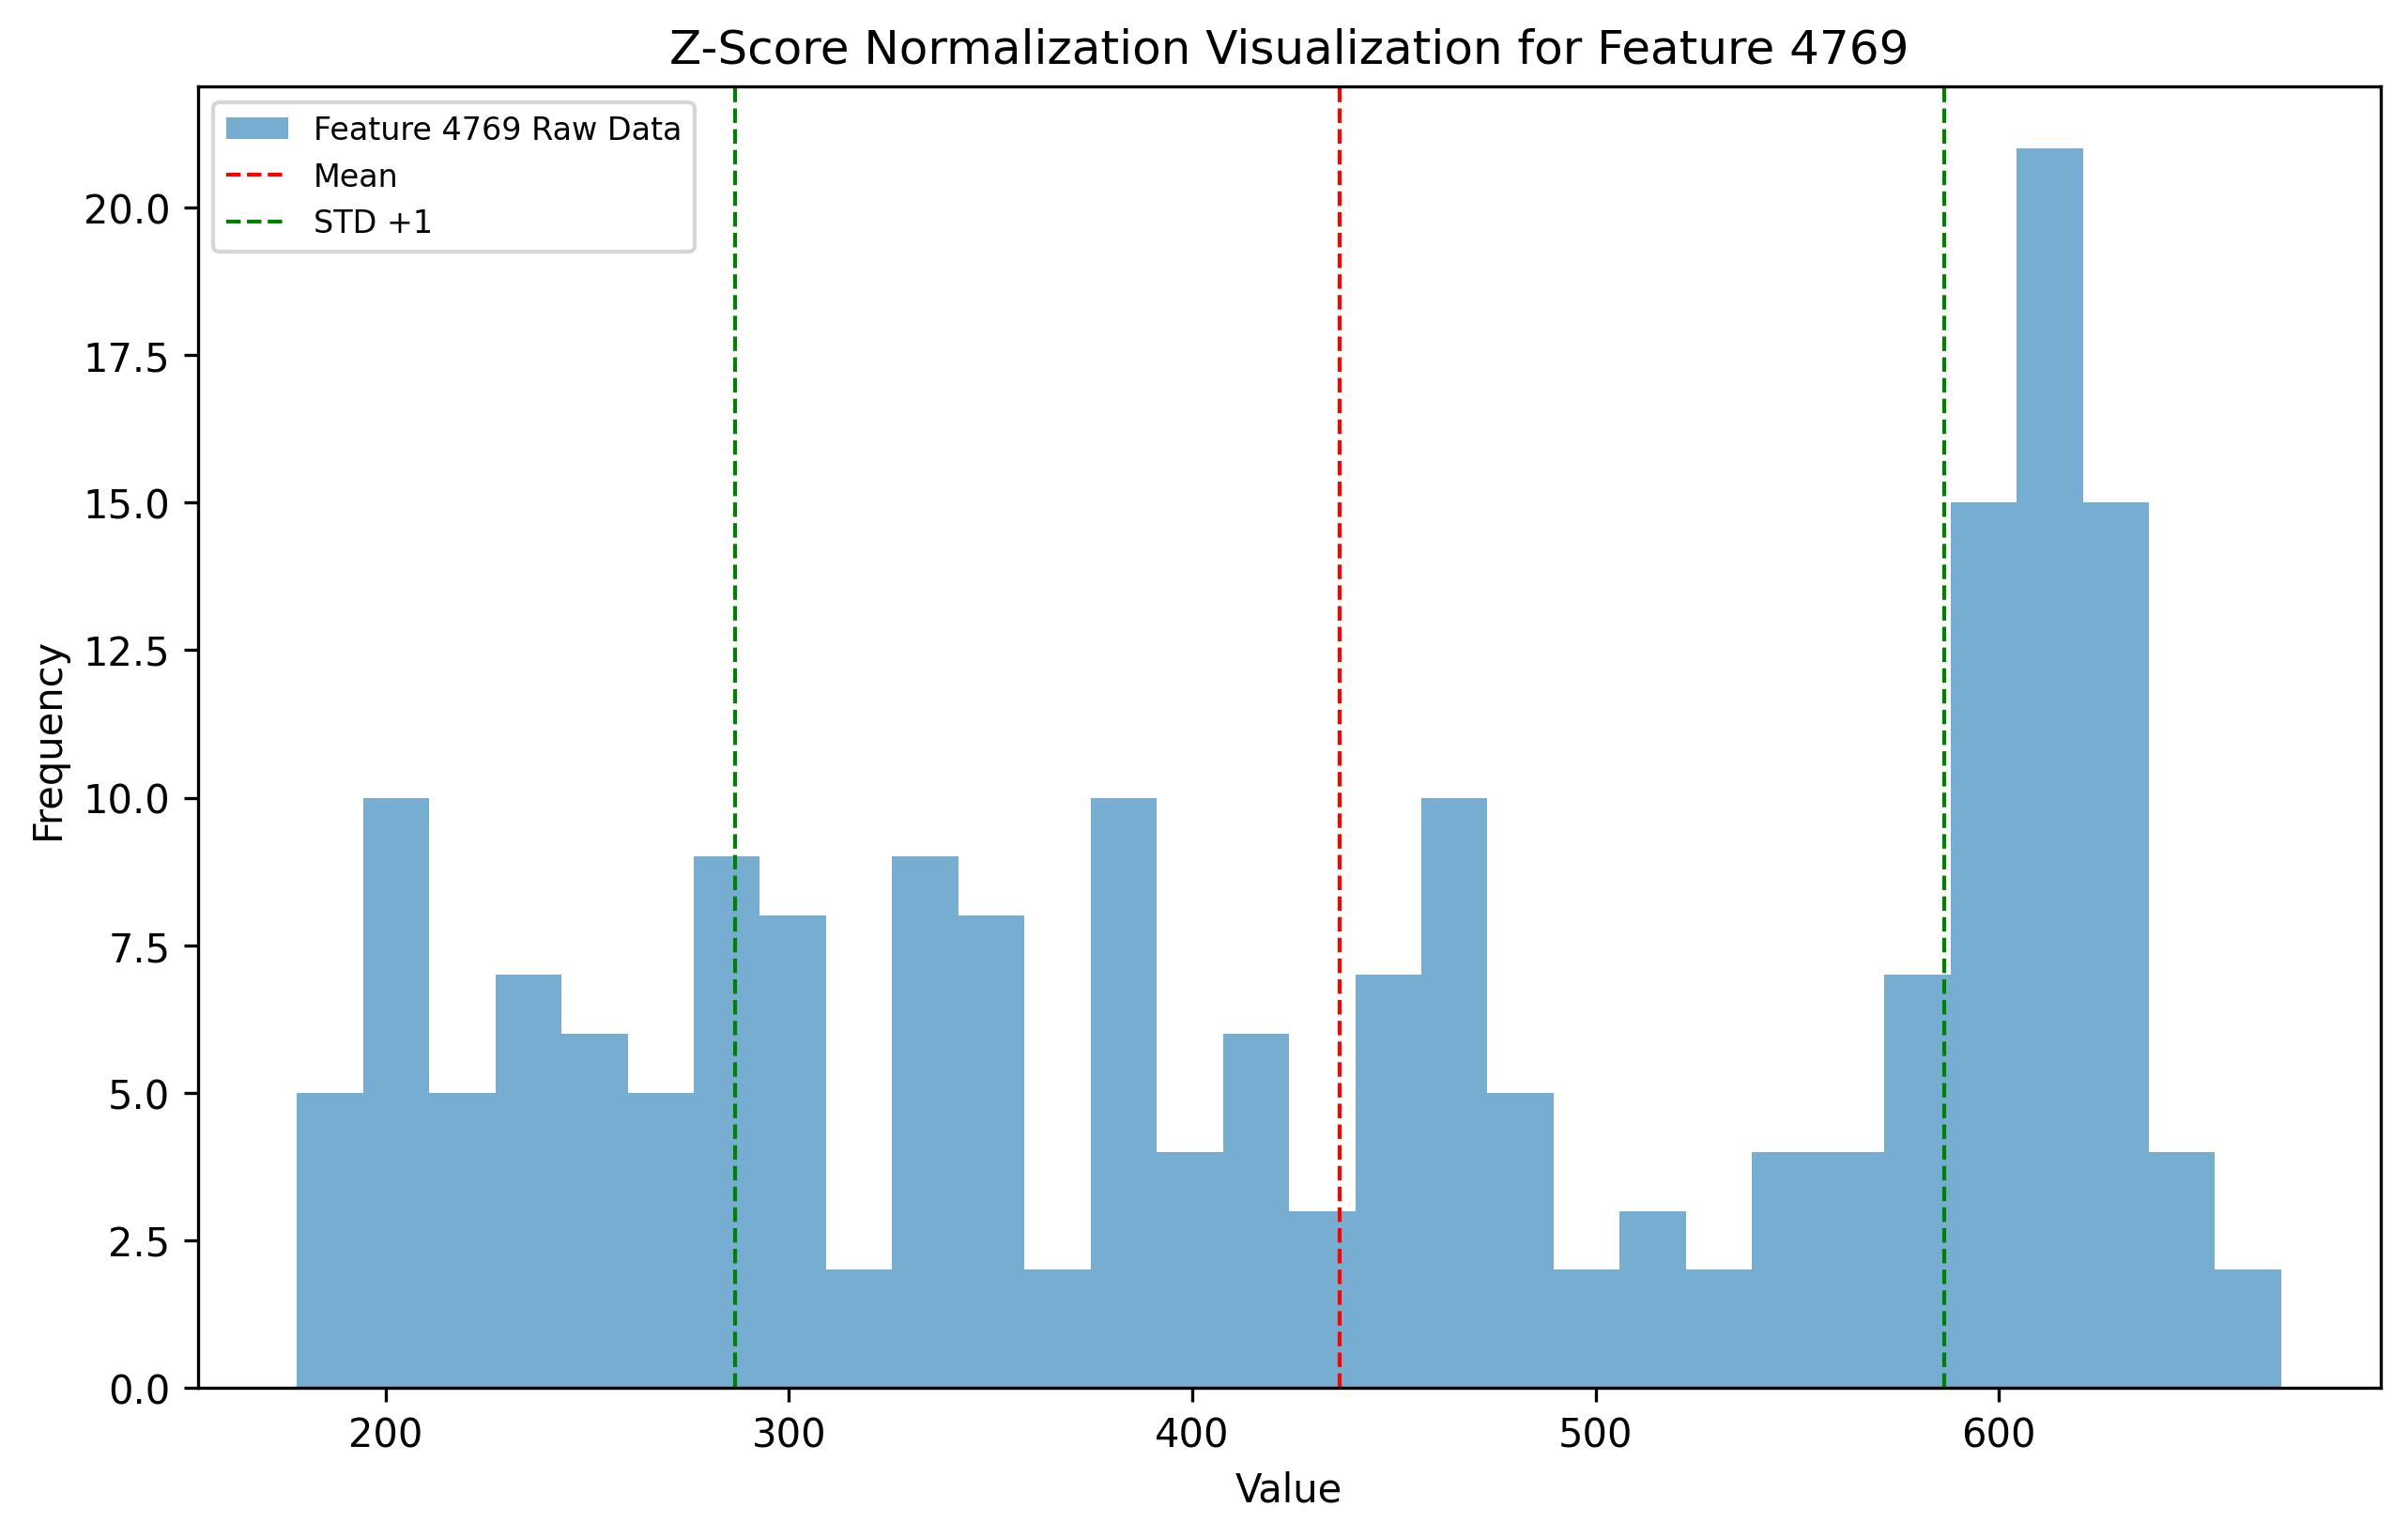 Z-Score Normalization Visualization for Feature 4769
Feature 4769 Raw Data
Mean
STD +1
20.0
17.5
15.0
12.5
10.0
7.5
5.0
2.5
0.0
Frequency
200 300 400 500 600
Value